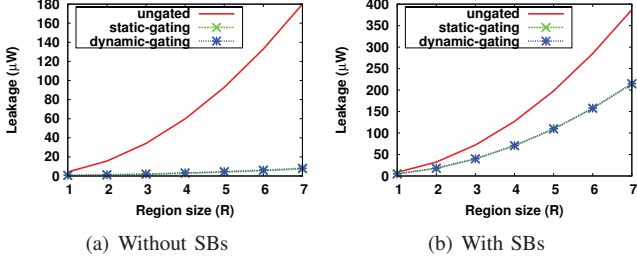 180
160
140
120
100
80
60
40
20
0
Leakage (μW)
ungated
static-gating
dynamic-gating
1 2 3 4 5 6 7
Region size (R)
(a) Without SBs
400
350
300
250
200
150
100
50
0
Leakage (μW)
ungated
static-gating
dynamic-gating
1 2 3 4 5 6 7
Region size (R)
(b) With SBs